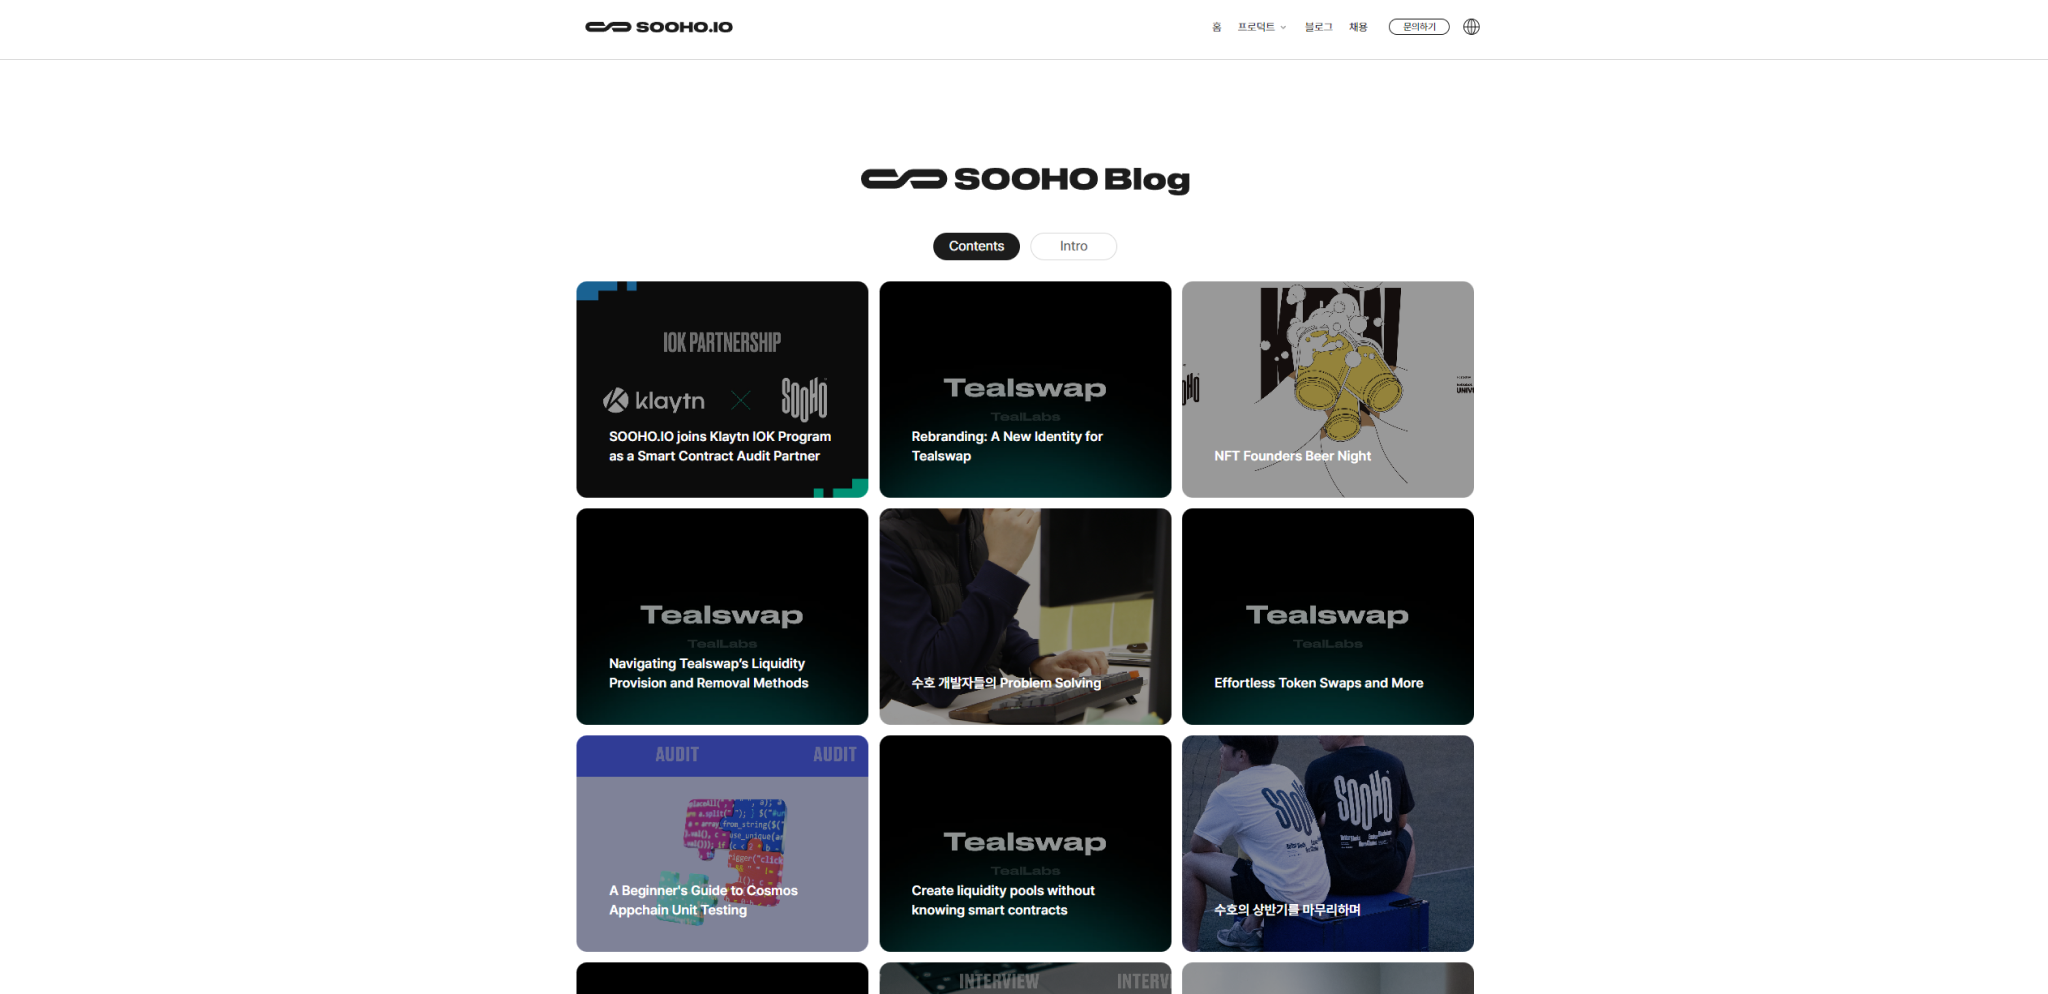 SOOHO.IO
홈 프로덕트 블로그 채용 문의하기
SOOHO Blog
Contents Intro
IOK PARTNERSHIP
klaytn SOOHO
SOOHO.IO joins Klaytn IOK Program
as a Smart Contract Audit Partner
Tealswap
TealLabs
Rebranding: A New Identity for
Tealswap
NFT Founders Beer Night
Tealswap
TealLabs
Navigating Tealswap’s Liquidity
Provision and Removal Methods
수호 개발자들의 Problem Solving
Tealswap
TealLabs
Effortless Token Swaps and More
AUDIT AUDIT
A Beginner's Guide to Cosmos
Appchain Unit Testing
Tealswap
TealLabs
Create liquidity pools without
knowing smart contracts
SOOHO SOOHO
수호의 상반기를 마무리하며
INTERVIEW INTERVI